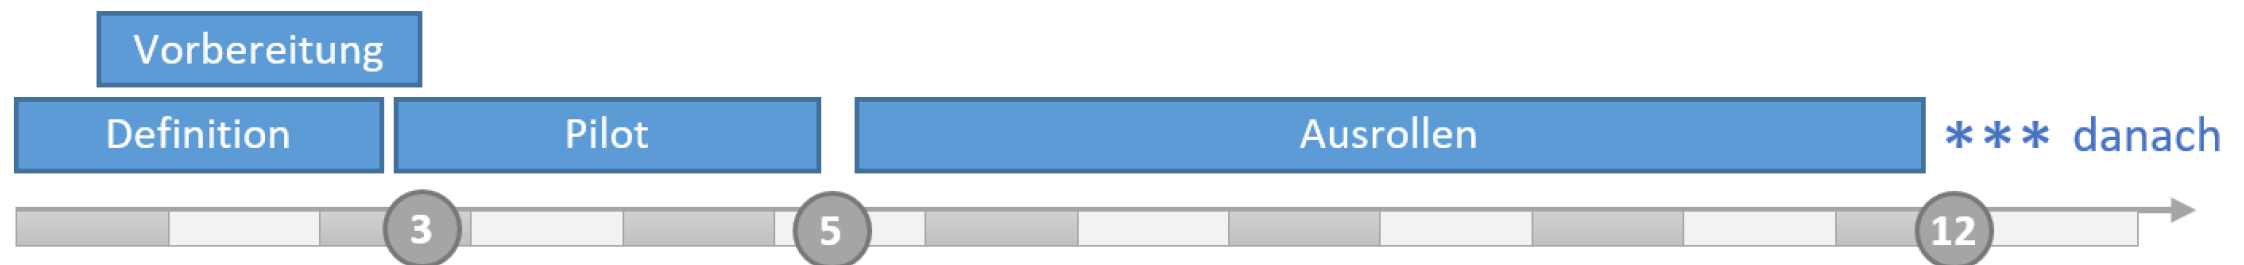 Vorbereitung
Definition
Pilot
Ausrollen
*** danach
3
5
12